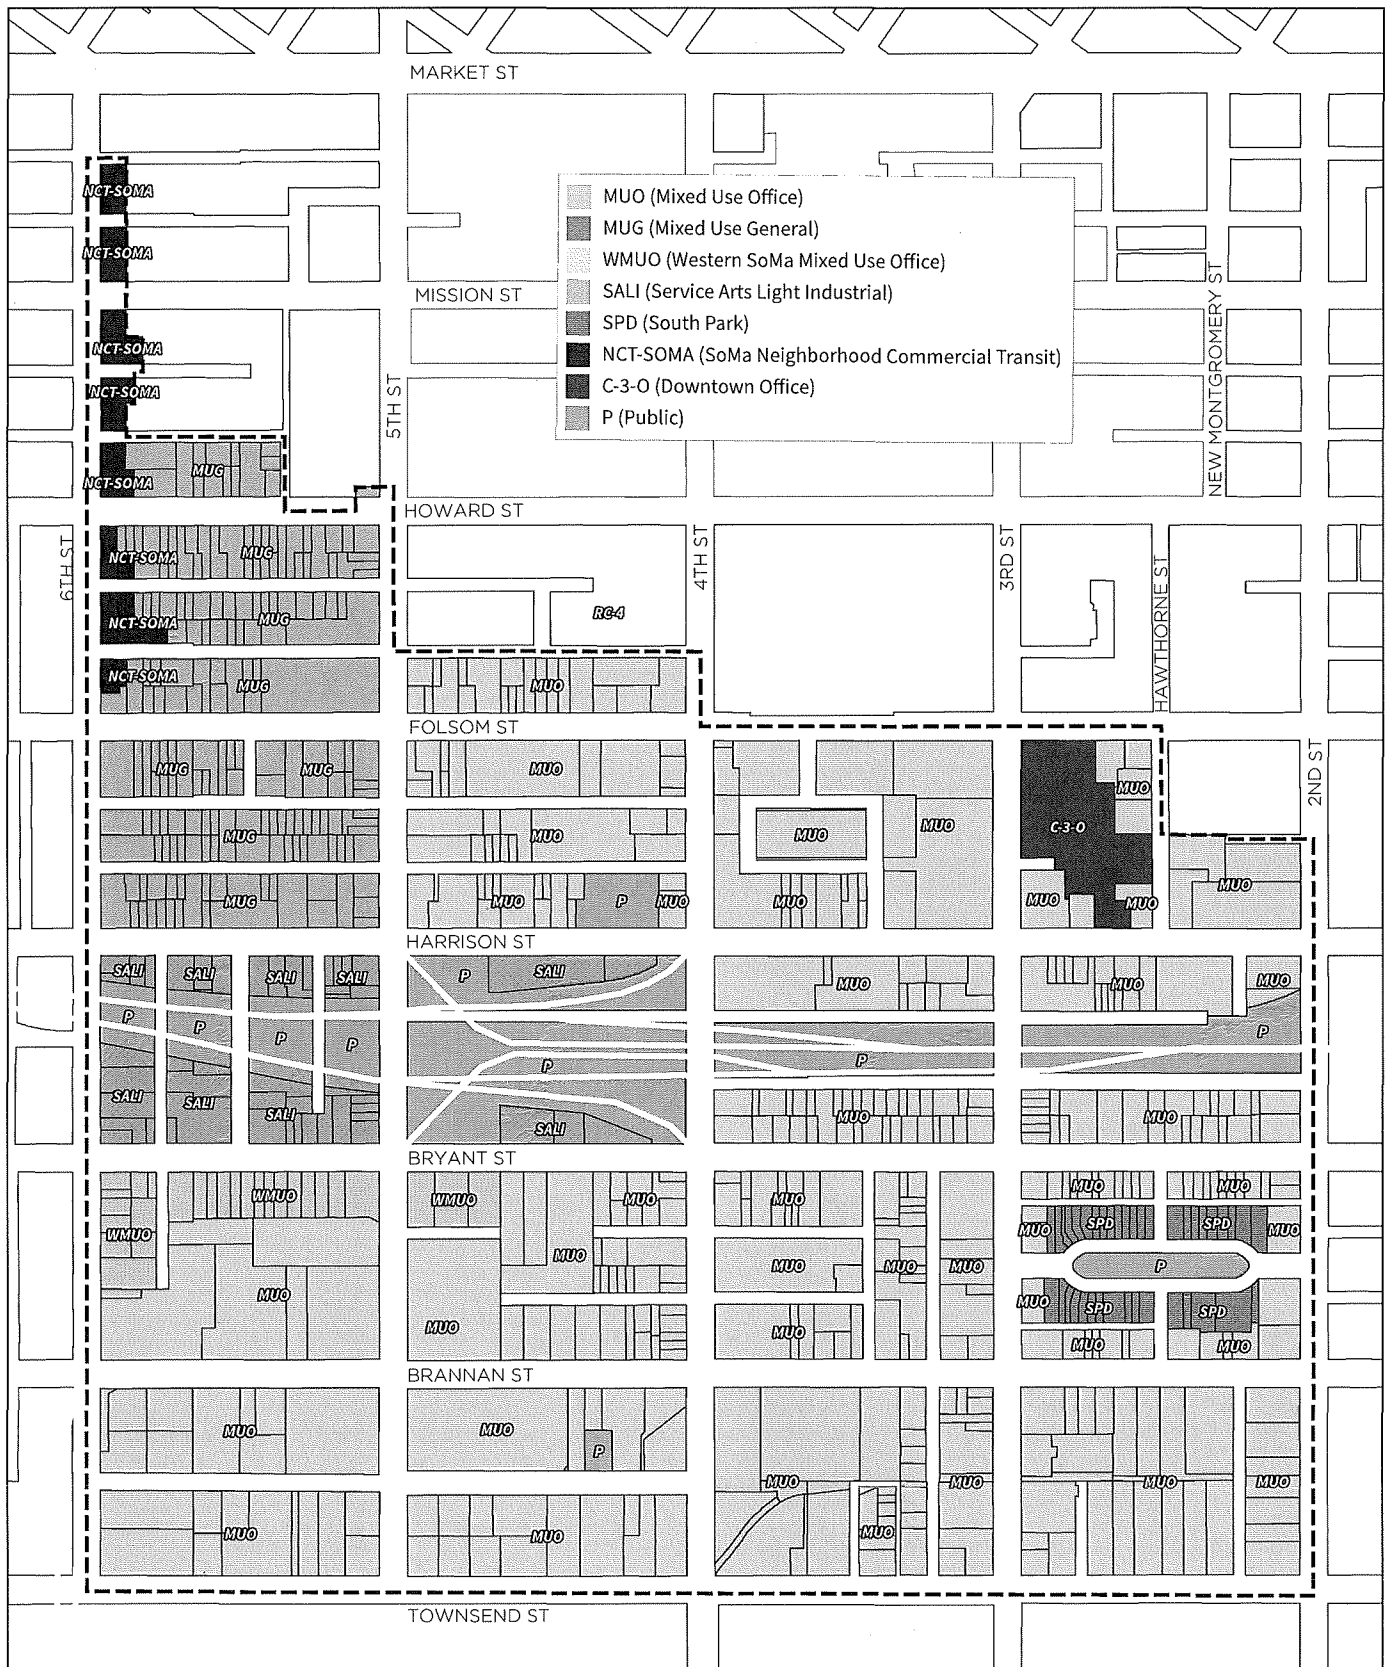 MARKET ST
NCT-SOMA
MUO (Mixed Use Office)
MUG (Mixed Use General)
NCT-SOMA
WMUO (Western SoMa Mixed Use Office)
SALI (Service Arts Light Industrial)
MISSION ST
SPD (South Park)
NCT-SOMA
NCT-SOMA (SoMa Neighborhood Commercial Transit)
C-3-O (Downtown Office)
NCT-SOMA
P (Public)
5TH ST
NEW MONTGROMERY ST
NCT-SOMA MUG
HOWARD ST
6TH ST
4TH ST
3RD ST
HAWTHORNE ST
NCT-SOMA MUG
NCT-SOMA MUG RC-4
NCT-SOMA MUG MUO
FOLSOM ST
2ND ST
MUG MUG MUO MUO
MUG MUO MUO MUO C-3-O
MUO
MUG MUO P MUO MUO MUO MUO
HARRISON ST
SALI SALI SALI SALI P SALI MUO MUO MUO
P P P P P P P
SALI SALI SALI SALI MUO MUO
BRYANT ST
WMUO WMUO MUO MUO MUO MUO
WMUO MUO SPD SPD MUO
MUO MUO MUO MUO P
MUO MUO MUO MUO SPD SPD
MUO MUO
BRANNAN ST
MUO MUO P
MUO MUO MUO MUO
MUO MUO MUO
TOWNSEND ST